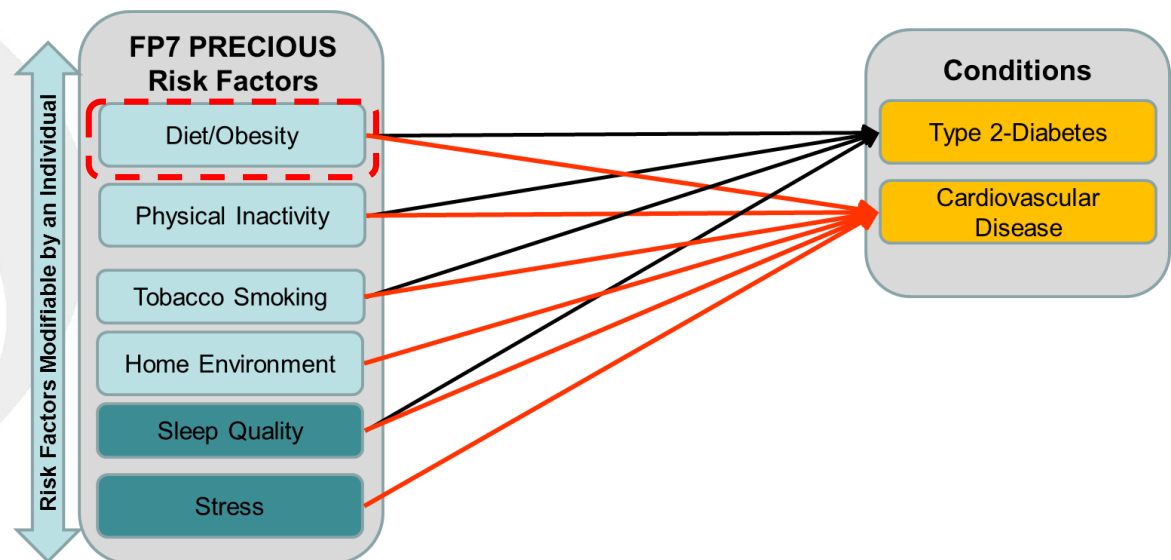 FP7 PRECIOUS
Risk Factors
Diet/Obesity
Physical Inactivity
Tobacco Smoking
Home Environment
Sleep Quality
Stress
Risk Factors Modifiable by an Individual
Conditions
Type 2-Diabetes
Cardiovascular
Disease